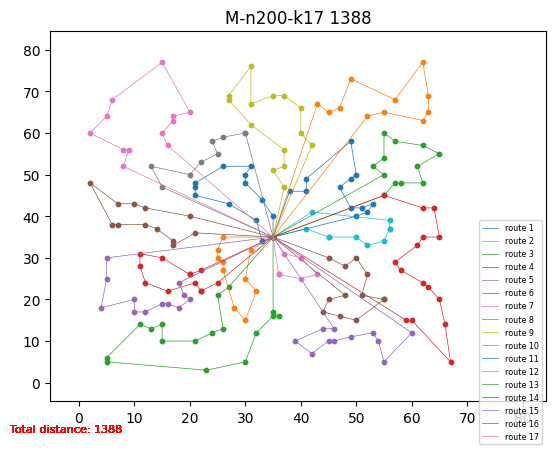 M-n200-k17 1388
80
70
60
50
40
30
20
10
0
0 10 20 30 40 50 60 70 80
route 1
route 2
route 3
route 4
route 5
route 6
route 7
route 8
route 9
route 10
route 11
route 12
route 13
route 14
route 15
route 16
route 17
Total distance: 1388